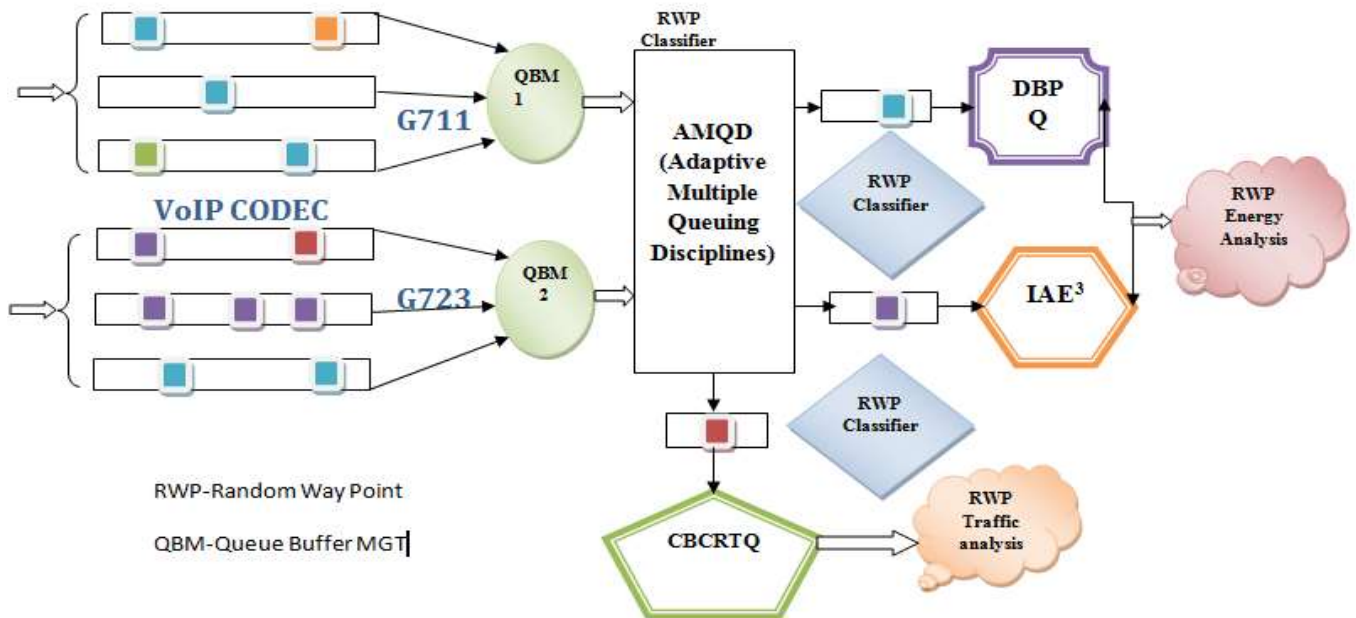 RWP
Classifier
QBM
1
G711
AMQD
(Adaptive
Multiple
Queuing
Disciplines)
DBP
Q
RWP
Classifier
RWP
Energy
Analysis
VoIP CODEC
QBM
2
G723
IAE³
RWP
Classifier
RWP-Random Way Point
QBM-Queue Buffer MGT
CBCRTQ
RWP
Traffic
analysis